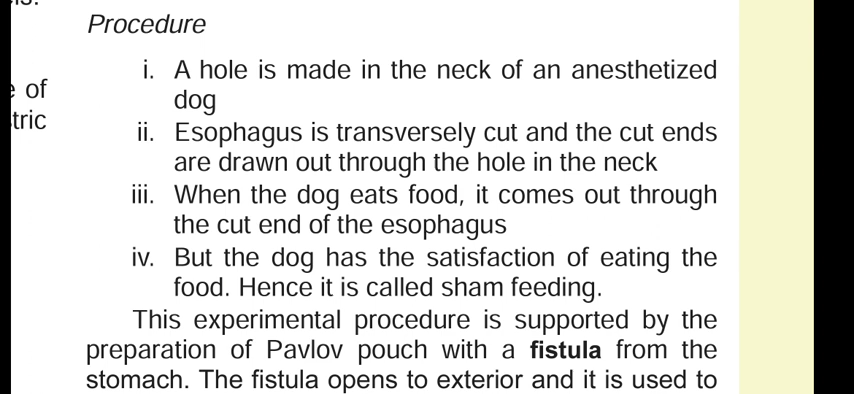 of
tric
Procedure
i. A hole is made in the neck of an anesthetized
dog
ii. Esophagus is transversely cut and the cut ends
are drawn out through the hole in the neck
iii. When the dog eats food, it comes out through
the cut end of the esophagus
iv. But the dog has the satisfaction of eating the
food. Hence it is called sham feeding.
This experimental procedure is supported by the
preparation of Pavlov pouch with a fistula from the
stomach. The fistula opens to exterior and it is used to